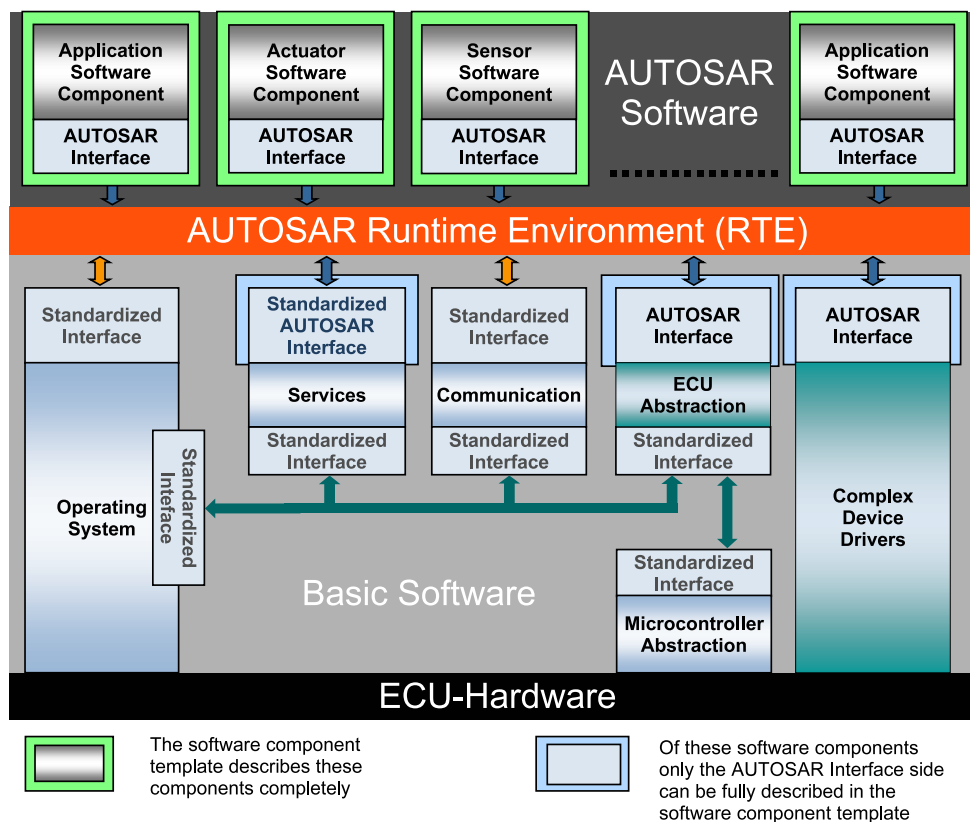 Application
Software
Component
AUTOSAR
Interface
Actuator
Software
Component
AUTOSAR
Interface
Sensor
Software
Component
AUTOSAR
Interface
AUTOSAR
Software
Application
Software
Component
AUTOSAR
Interface
AUTOSAR Runtime Environment (RTE)
Standardized
Interface
Operating
System
Standardized
Inteface
Standardized
AUTOSAR
Interface
Services
Standardized
Interface
Standardized
Interface
Communication
Standardized
Interface
AUTOSAR
Interface
ECU
Abstraction
Standardized
Interface
AUTOSAR
Interface
Complex
Device
Drivers
Basic Software
Standardized
Interface
Microcontroller
Abstraction
ECU-Hardware
The software component
template describes these
components completely
Of these software components
only the AUTOSAR Interface side
can be fully described in the
software component template